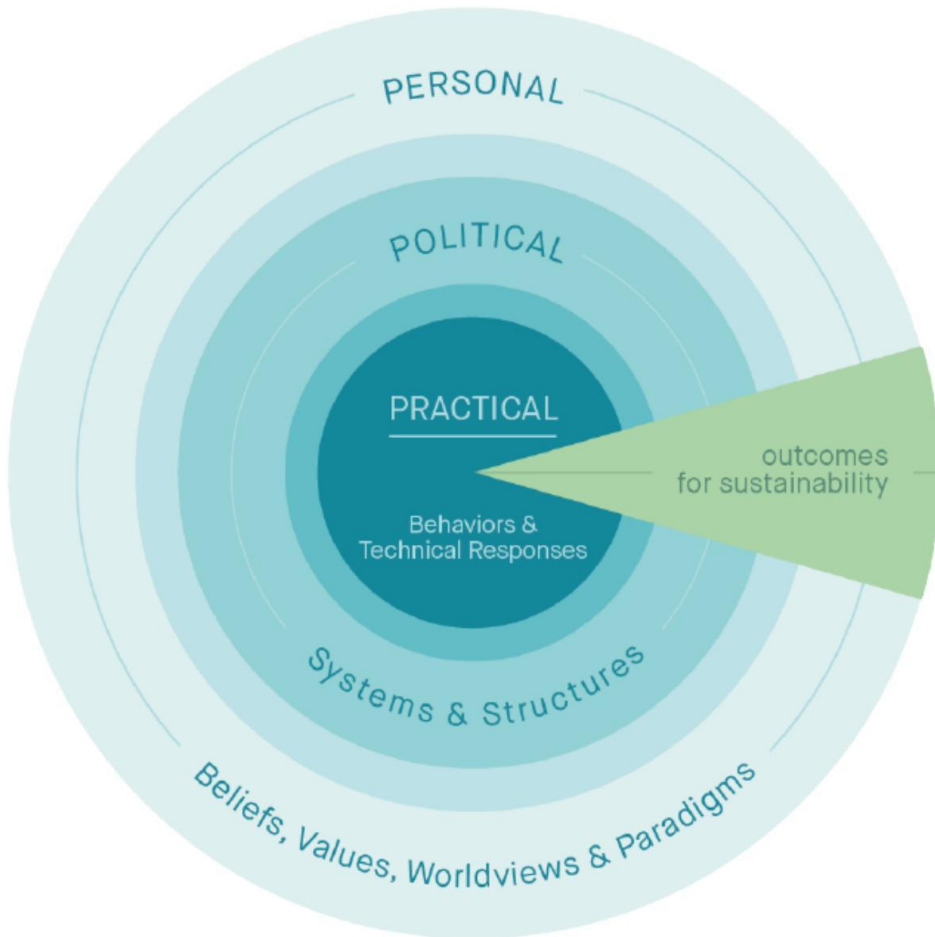 PERSONAL
POLITICAL
PRACTICAL
Behaviors &
Technical Responses
outcomes
for sustainability
Systems & Structures
Beliefs, Values, Worldviews & Paradigms